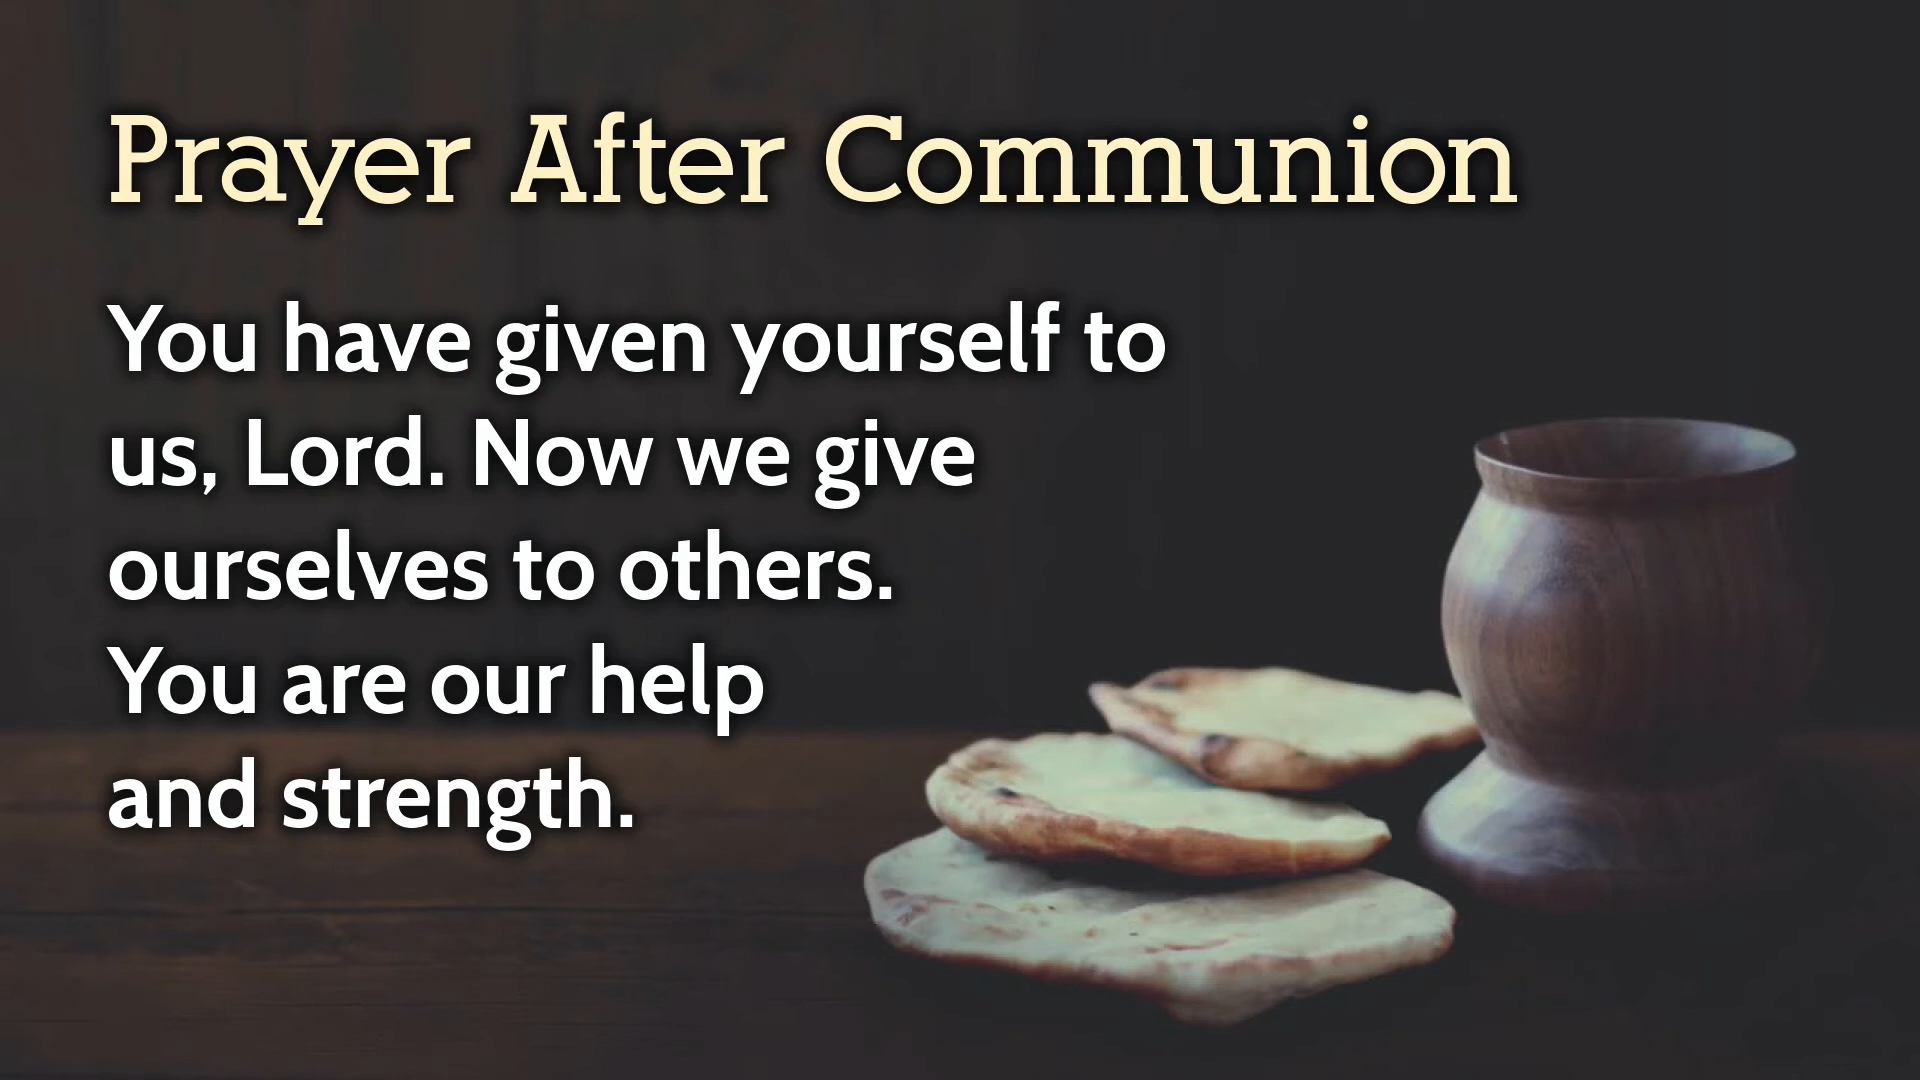 Prayer After Communion
You have given yourself to
us, Lord. Now we give
ourselves to others.
You are our help
and strength.